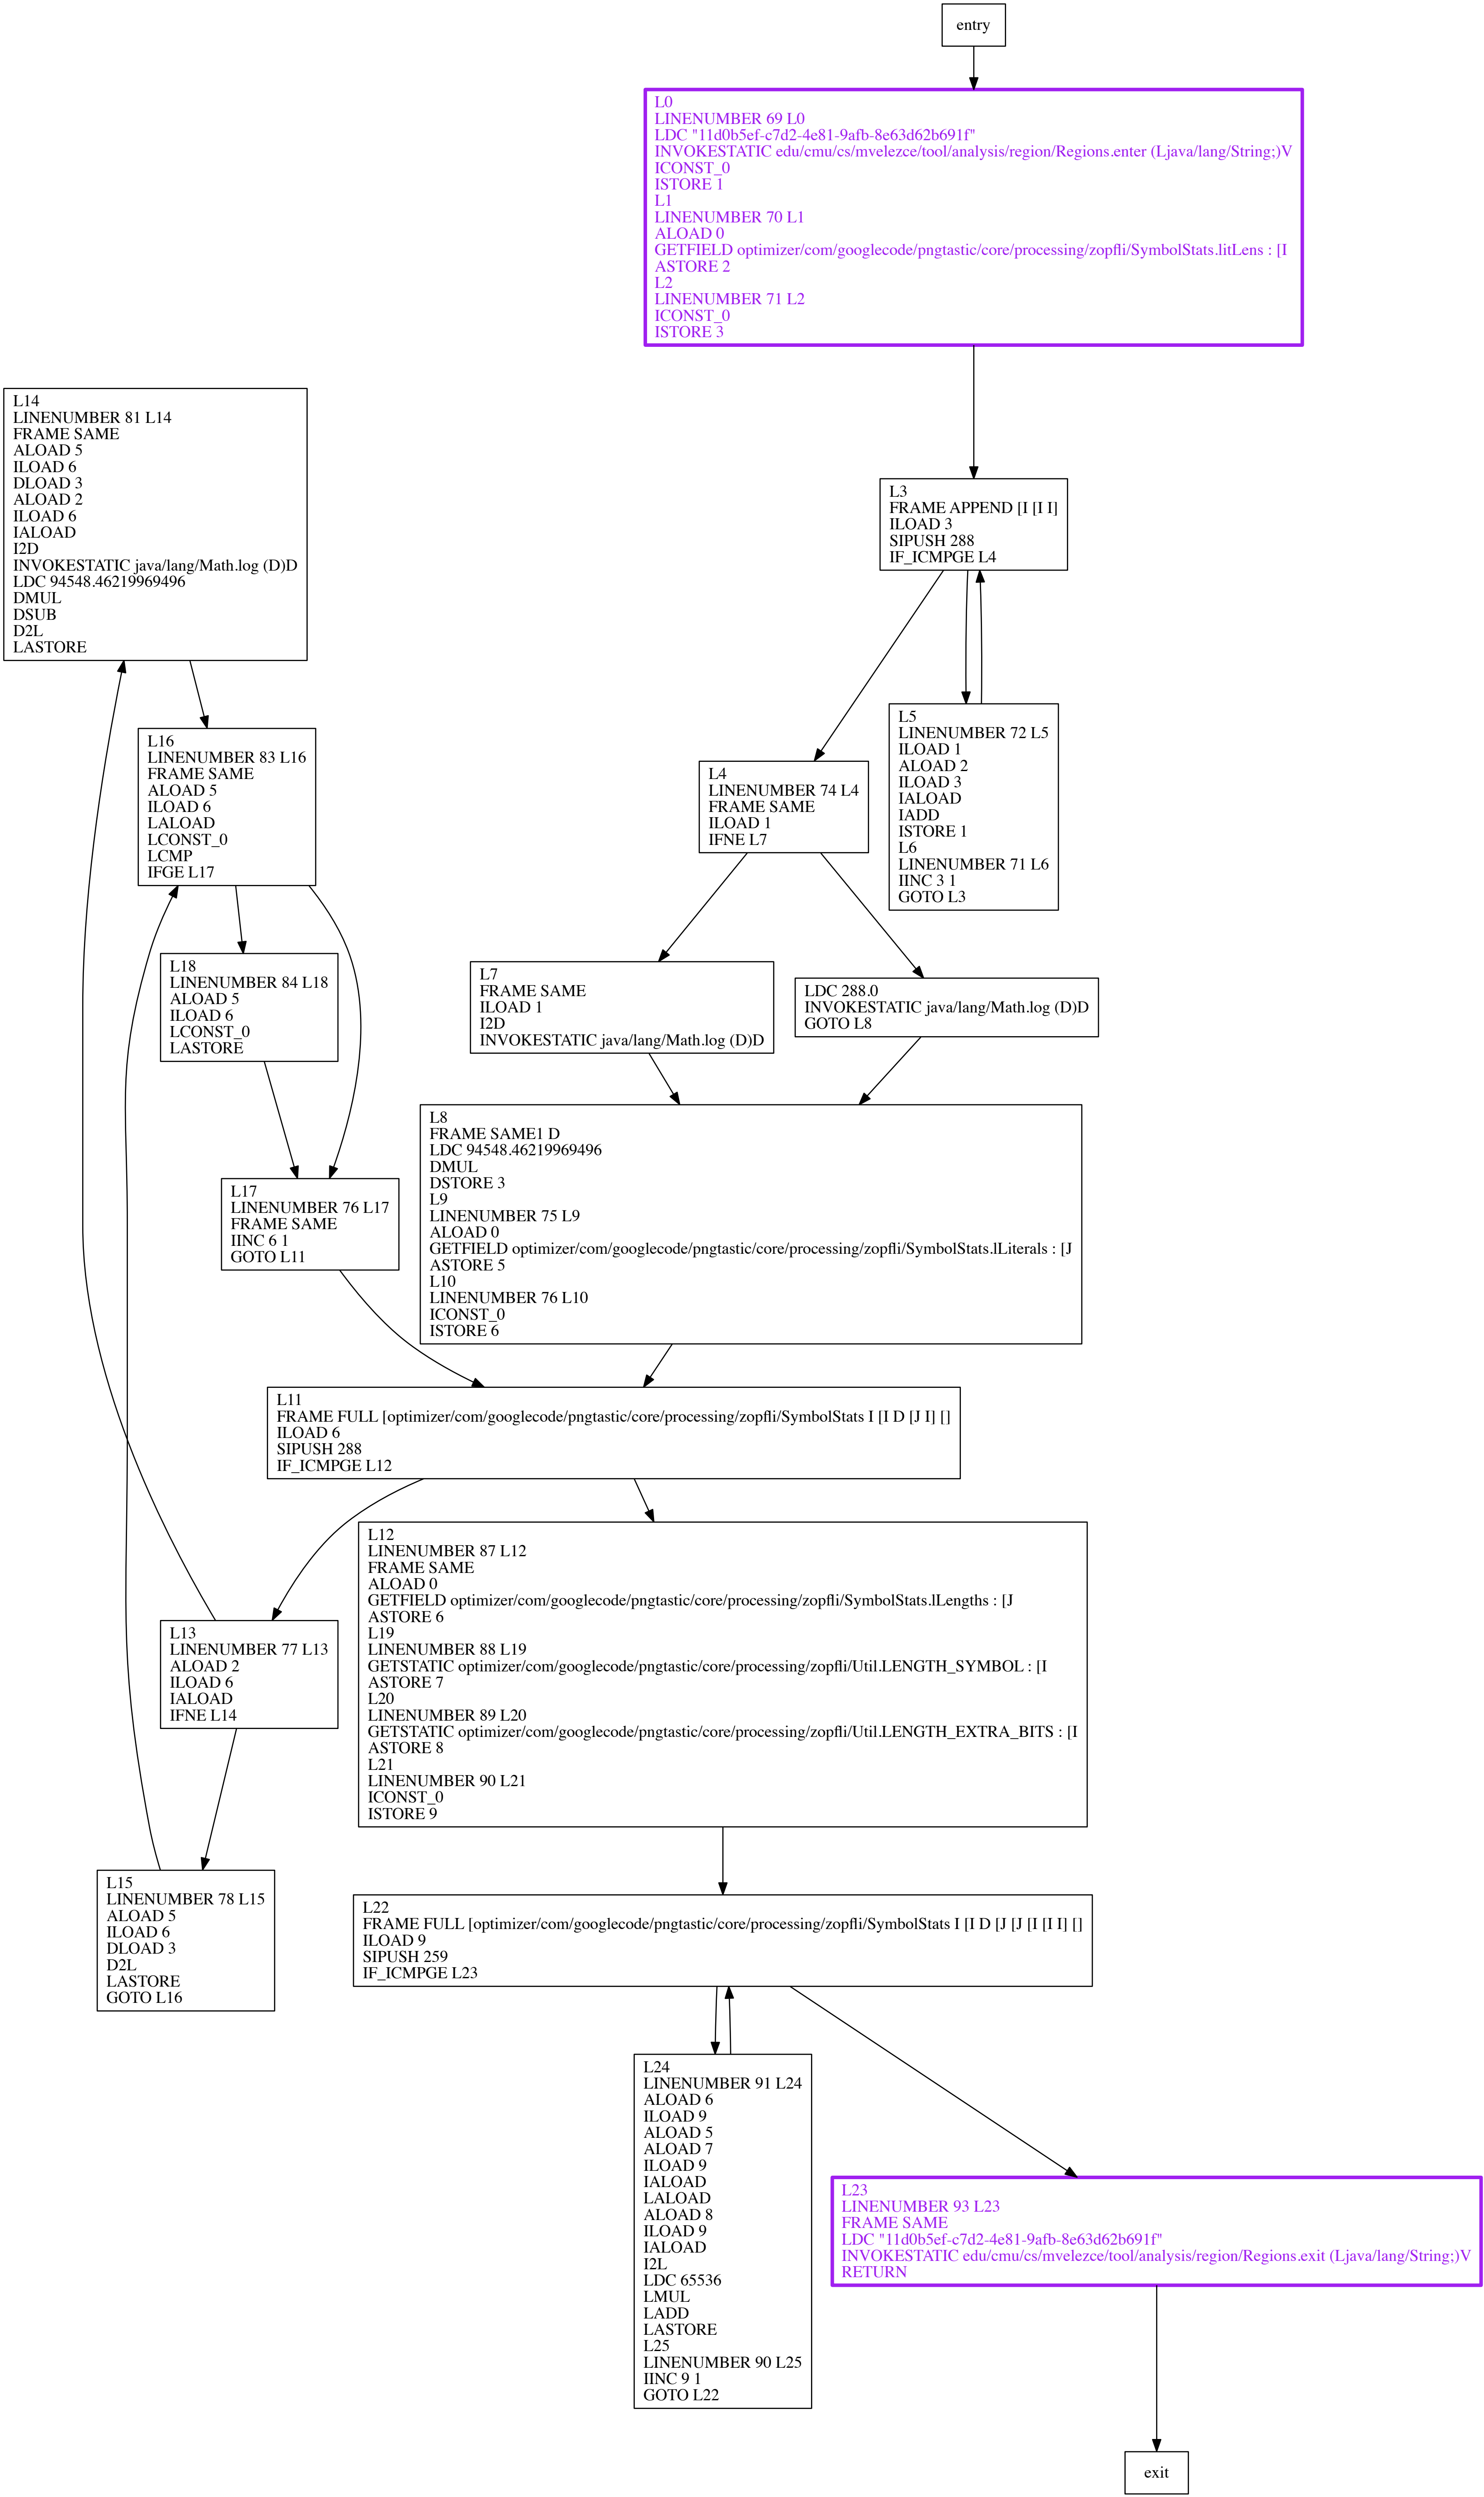 entry
L0
LINENUMBER 69 L0
LDC "11d0b5ef-c7d2-4e81-9afb-8e63d62b691f"
INVOKESTATIC edu/cmu/cs/mvelezce/tool/analysis/region/Regions.enter (Ljava/lang/String;)V
ICONST_0
ISTORE 1
L1
LINENUMBER 70 L1
ALOAD 0
GETFIELD optimizer/com/googlecode/pngtastic/core/processing/zopfli/SymbolStats.litLens : [I
ASTORE 2
L2
LINENUMBER 71 L2
ICONST_0
ISTORE 3
L14
LINENUMBER 81 L14
FRAME SAME
ALOAD 5
ILOAD 6
DLOAD 3
ALOAD 2
ILOAD 6
IALOAD
I2D
INVOKESTATIC java/lang/Math.log (D)D
LDC 94548.46219969496
DMUL
DSUB
D2L
LASTORE
L3
FRAME APPEND [I [I I]
ILOAD 3
SIPUSH 288
IF_ICMPGE L4
L5
LINENUMBER 72 L5
ILOAD 1
ALOAD 2
ILOAD 3
IALOAD
IADD
ISTORE 1
L6
LINENUMBER 71 L6
IINC 3 1
GOTO L3
L16
LINENUMBER 83 L16
FRAME SAME
ALOAD 5
ILOAD 6
LALOAD
LCONST_0
LCMP
IFGE L17
L4
LINENUMBER 74 L4
FRAME SAME
ILOAD 1
IFNE L7
L18
LINENUMBER 84 L18
ALOAD 5
ILOAD 6
LCONST_0
LASTORE
L7
FRAME SAME
ILOAD 1
I2D
INVOKESTATIC java/lang/Math.log (D)D
LDC 288.0
INVOKESTATIC java/lang/Math.log (D)D
GOTO L8
L8
FRAME SAME1 D
LDC 94548.46219969496
DMUL
DSTORE 3
L9
LINENUMBER 75 L9
ALOAD 0
GETFIELD optimizer/com/googlecode/pngtastic/core/processing/zopfli/SymbolStats.lLiterals : [J
ASTORE 5
L10
LINENUMBER 76 L10
ICONST_0
ISTORE 6
L17
LINENUMBER 76 L17
FRAME SAME
IINC 6 1
GOTO L11
L11
FRAME FULL [optimizer/com/googlecode/pngtastic/core/processing/zopfli/SymbolStats I [I D [J I] []
ILOAD 6
SIPUSH 288
IF_ICMPGE L12
L12
LINENUMBER 87 L12
FRAME SAME
ALOAD 0
GETFIELD optimizer/com/googlecode/pngtastic/core/processing/zopfli/SymbolStats.lLengths : [J
ASTORE 6
L19
LINENUMBER 88 L19
GETSTATIC optimizer/com/googlecode/pngtastic/core/processing/zopfli/Util.LENGTH_SYMBOL : [I
ASTORE 7
L20
LINENUMBER 89 L20
GETSTATIC optimizer/com/googlecode/pngtastic/core/processing/zopfli/Util.LENGTH_EXTRA_BITS : [I
ASTORE 8
L21
LINENUMBER 90 L21
ICONST_0
ISTORE 9
L13
LINENUMBER 77 L13
ALOAD 2
ILOAD 6
IALOAD
IFNE L14
L15
LINENUMBER 78 L15
ALOAD 5
ILOAD 6
DLOAD 3
D2L
LASTORE
GOTO L16
L22
FRAME FULL [optimizer/com/googlecode/pngtastic/core/processing/zopfli/SymbolStats I [I D [J [J [I [I I] []
ILOAD 9
SIPUSH 259
IF_ICMPGE L23
L24
LINENUMBER 91 L24
ALOAD 6
ILOAD 9
ALOAD 5
ALOAD 7
ILOAD 9
IALOAD
LALOAD
ALOAD 8
ILOAD 9
IALOAD
I2L
LDC 65536
LMUL
LADD
LASTORE
L25
LINENUMBER 90 L25
IINC 9 1
GOTO L22
L23
LINENUMBER 93 L23
FRAME SAME
LDC "11d0b5ef-c7d2-4e81-9afb-8e63d62b691f"
INVOKESTATIC edu/cmu/cs/mvelezce/tool/analysis/region/Regions.exit (Ljava/lang/String;)V
RETURN
exit